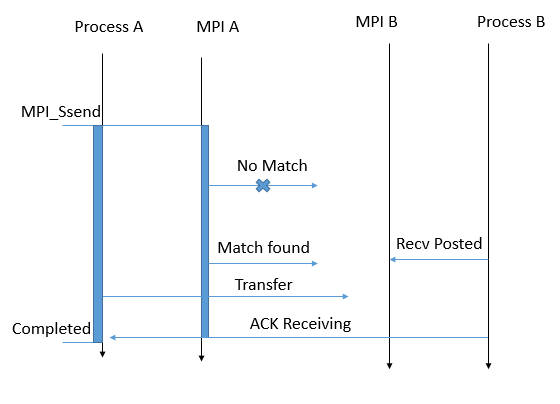 Process A
MPI A
MPI B
Process B
MPI_Ssend
No Match
Match found
Recv Posted
Transfer
Completed
ACK Receiving